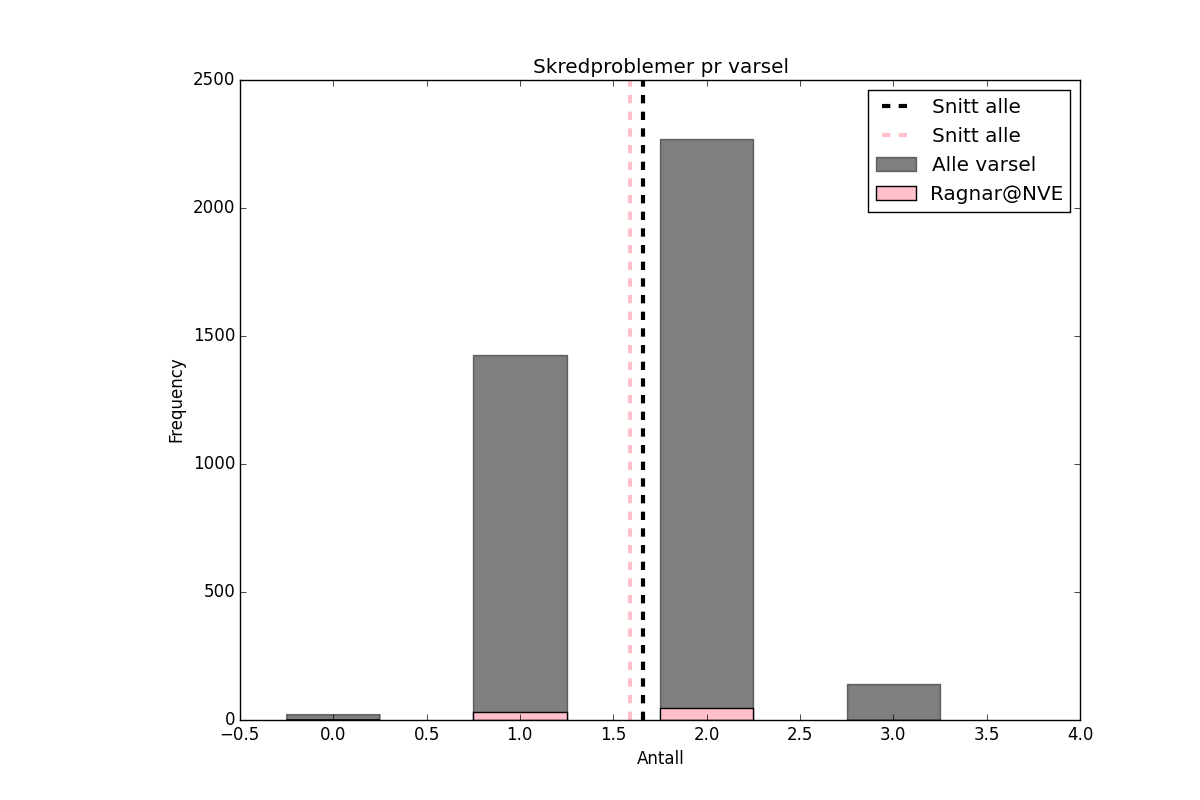 Skredproblemer pr varsel
2500
2000
1500
1000
500
0
Frequency
Snitt alle
Snitt alle
Alle varsel
Ragnar@NVE
−0.5 0.0 0.5 1.0 1.5 2.0 2.5 3.0 3.5 4.0
Antall